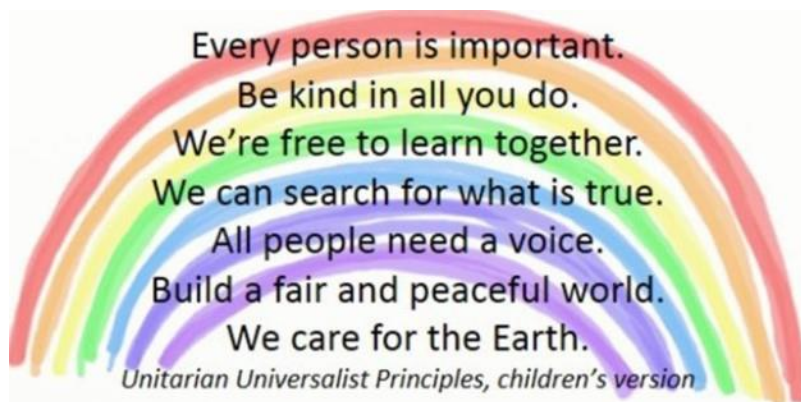 Every person is important.
Be kind in all you do.
We're free to learn together.
We can search for what is true.
All people need a voice.
Build a fair and peaceful world.
We care for the Earth.
Unitarian Universalist Principles, children's version